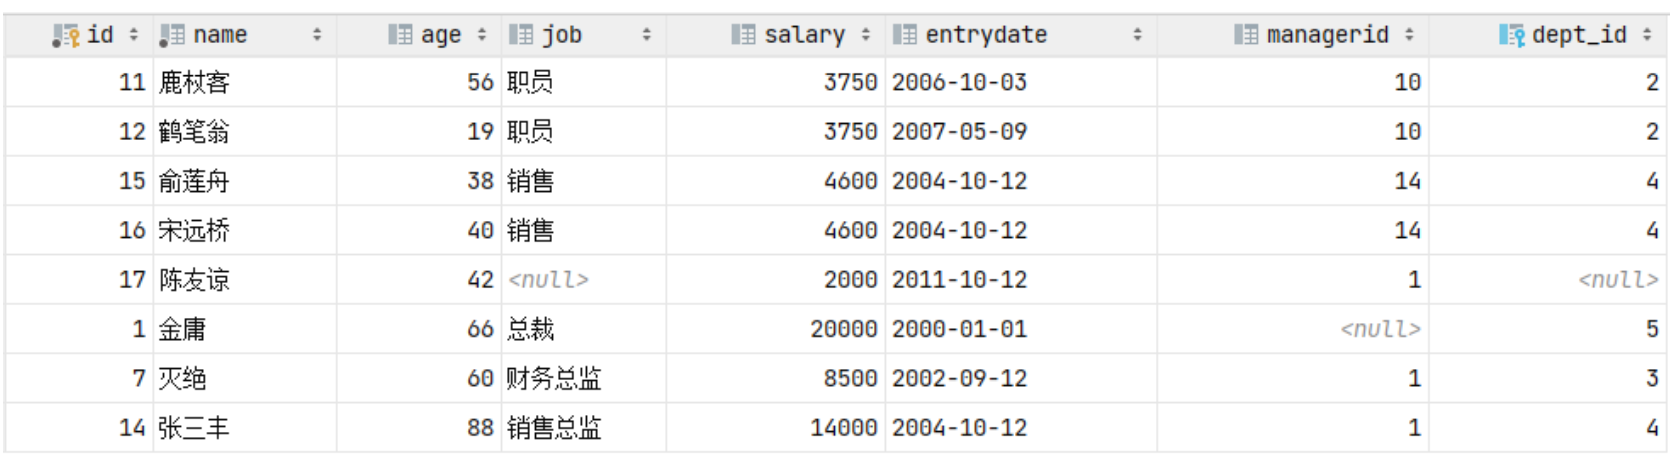 id name age job salary entrydate managerid dept_id
11 鹿杖客 56 职员 3750 2006-10-03 10 2
12 鹤笔翁 19 职员 3750 2007-05-09 10 2
15 俞莲舟 38 销售 4600 2004-10-12 14 4
16 宋远桥 40 销售 4600 2004-10-12 14 4
17 陈友谅 42 <null> 2000 2011-10-12 1 <null>
1 金庸 66 总裁 20000 2000-01-01 <null> 5
7 灭绝 60 财务总监 8500 2002-09-12 1 3
14 张三丰 88 销售总监 14000 2004-10-12 1 4